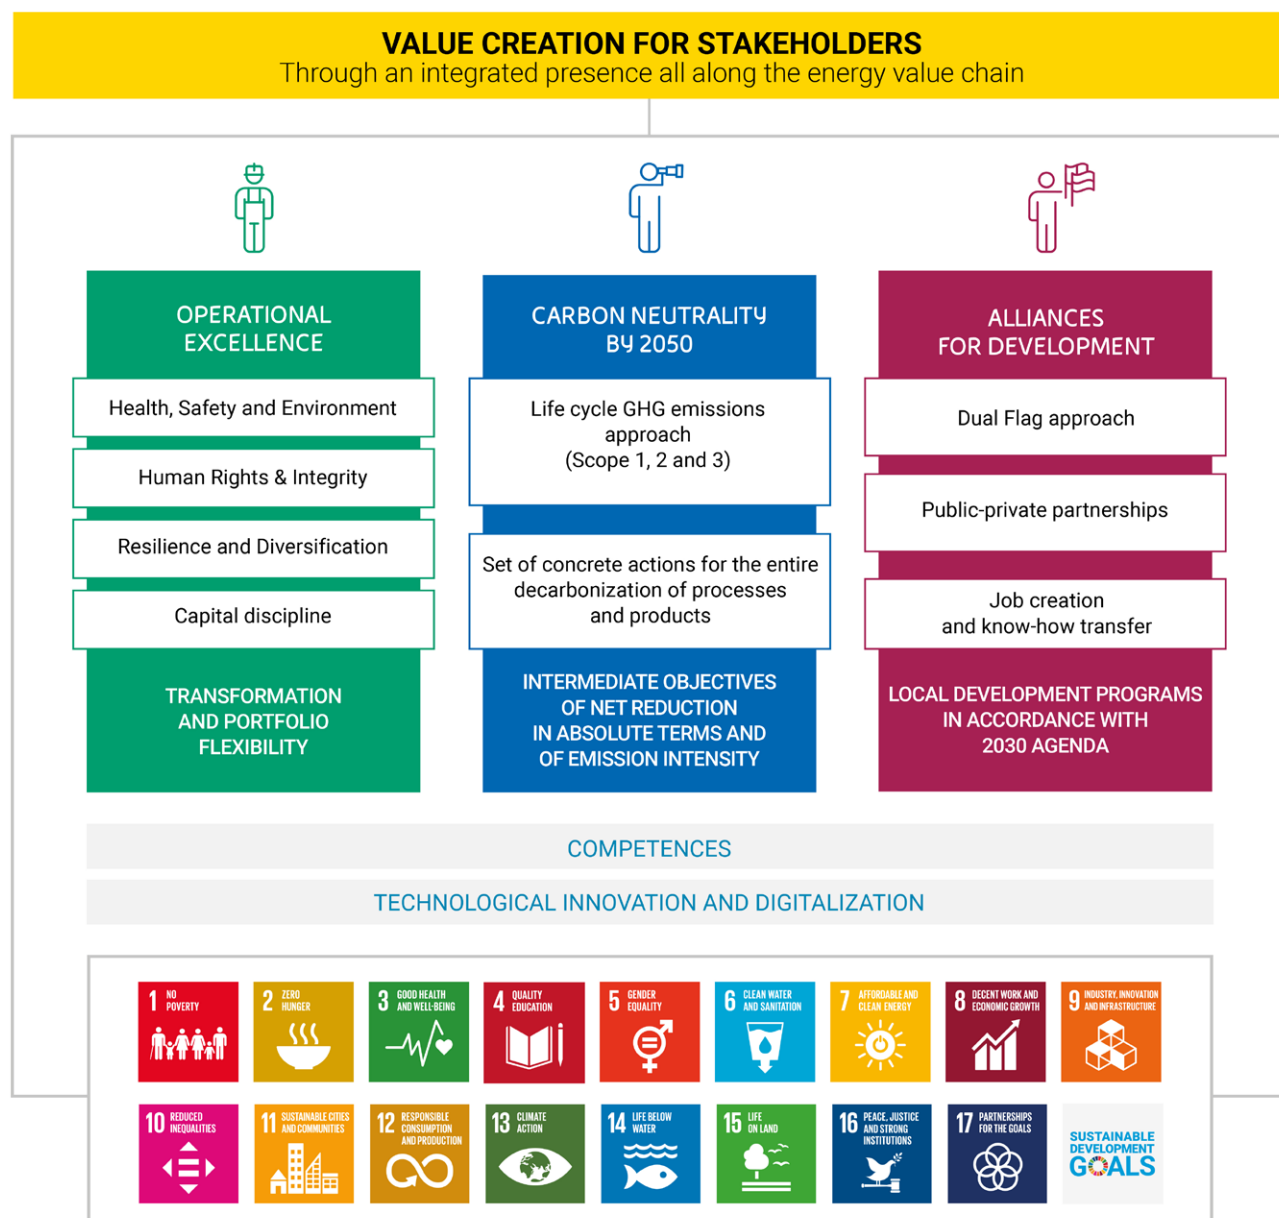 VALUE CREATION FOR STAKEHOLDERS
Through an integrated presence all along the energy value chain
OPERATIONAL
EXCELLENCE
Health, Safety and Environment
Human Rights & Integrity
Resilience and Diversification
Capital discipline
TRANSFORMATION
AND PORTFOLIO
FLEXIBILITY
CARBON NEUTRALITY
BY 2050
Life cycle GHG emissions
approach
(Scope 1, 2 and 3)
Set of concrete actions for the entire
decarbonization of processes
and products
INTERMEDIATE OBJECTIVES
OF NET REDUCTION
IN ABSOLUTE TERMS AND
OF EMISSION INTENSITY
ALLIANCES
FOR DEVELOPMENT
Dual Flag approach
Public-private partnerships
Job creation
and know-how transfer
LOCAL DEVELOPMENT PROGRAMS
IN ACCORDANCE WITH
2030 AGENDA
COMPETENCES
TECHNOLOGICAL INNOVATION AND DIGITALIZATION
1 NO
POVERTY
2 ZERO
HUNGER
3 GOOD HEALTH
AND WELL-BEING
4 QUALITY
EDUCATION
5 GENDER
EQUALITY
6 CLEAN WATER
AND SANITATION
7 AFFORDABLE AND
CLEAN ENERGY
8 DECENT WORK AND
ECONOMIC GROWTH
9 INDUSTRY, INNOVATION
AND INFRASTRUCTURE
10 REDUCED
INEQUALITIES
11 SUSTAINABLE CITIES
AND COMMUNITIES
12 RESPONSIBLE
CONSUMPTION
AND PRODUCTION
13 CLIMATE
ACTION
14 LIFE BELOW
WATER
15 LIFE
ON LAND
16 PEACE, JUSTICE
AND STRONG
INSTITUTIONS
17 PARTNERSHIPS
FOR THE GOALS
SUSTAINABLE
DEVELOPMENT
GOALS